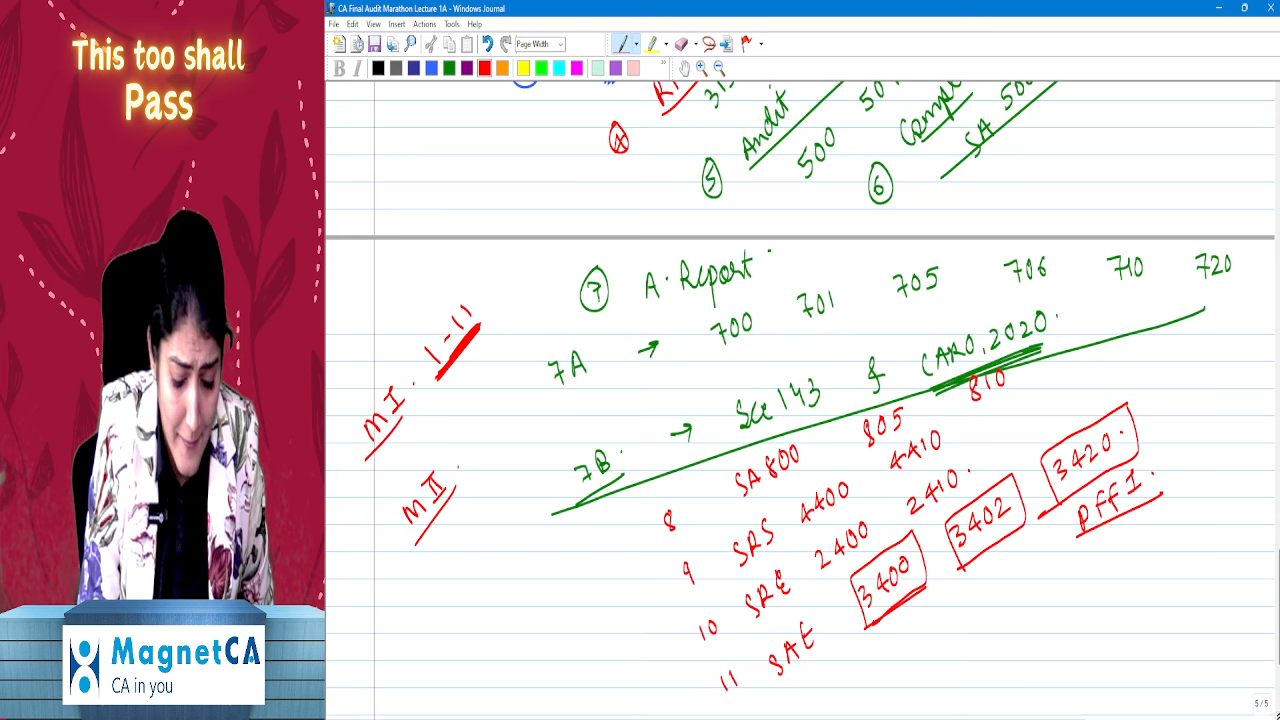 This too shall
Pass
MagnetCA
CA in you
CA Final Audit Marathon Lecture 1A - Windows Journal
File Edit View Insert Actions Tools Help
Page Width
B I
5 Audit
500
6
SA 500
7 A. Report
7A → 700 701 705 706 710 720
7B. → Sec 143 & CARO, 2020.
M I. 1-11
M II.
8 SA 800 805 810
9 SRS 4400 4410
10 SRE 2400 2410.
11 SAE 3400 3402 3420.
PFFI.
5/5